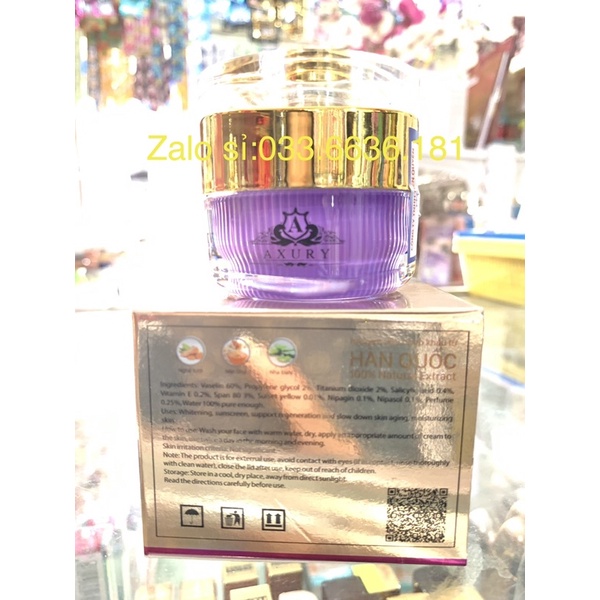 Zalo sỉ:033.6636.181
A
AXURY
HÀN QUỐC
100% Natural Extract
Ingredients: Vaselin 60%, Propylene glycol 2%, Titanium dioxide 2%, Salicylic acid 0.4%,
Vitamin E 0.2%, Span 80 3%, Sunset yellow 0.01%, Nipagin 0.1%, Nipasol 0.1%, Perfume
0.25%, Water 100% pure enough.
Uses: Whitening, sunscreen, support regeneration and slow down skin aging, moisturizing
skin.
Wash your face with warm water, dry, apply an appropriate amount of cream to
the skin, in the morning and evening.
Skin irritation
Note: The product is for external use, avoid contact with eyes thoroughly
with clean water), close the lid after use, keep out of reach of children.
Storage: Store in a cool, dry place, away from direct sunlight.
Read the directions carefully before use.